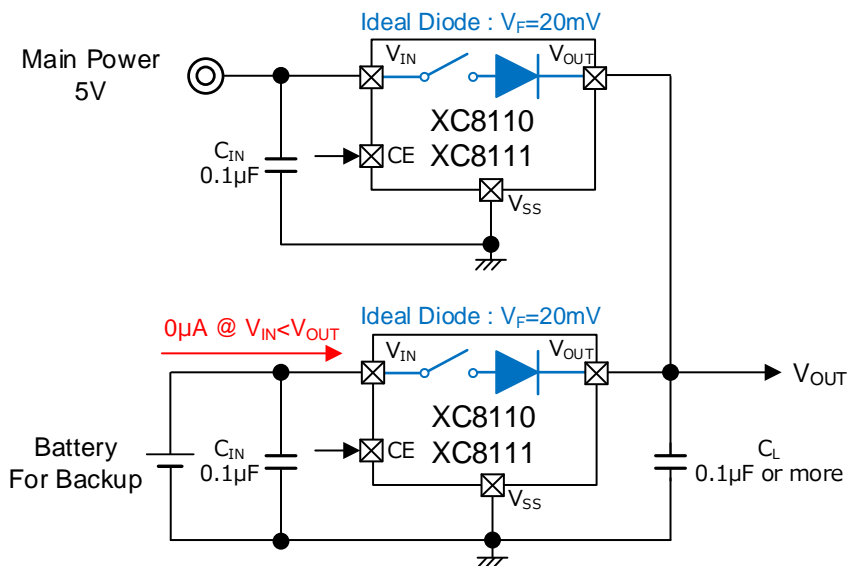 Ideal Diode : VF=20mV
Main Power
5V
VIN
VOUT
XC8110
XC8111
CE
CIN
0.1µF
VSS
Ideal Diode : VF=20mV
0µA @ VIN<VOUT
VIN
VOUT
VOUT
XC8110
XC8111
Battery
For Backup
CIN
0.1µF
CE
CL
0.1µF or more
VSS